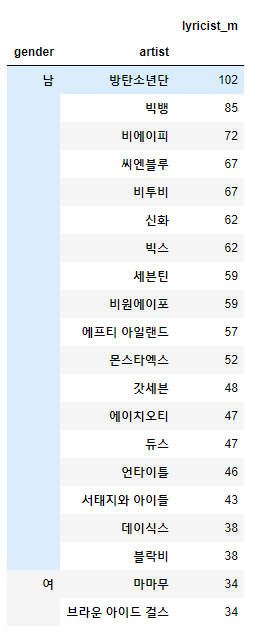 lyricist_m
gender artist
남 방탄소년단 102
빅뱅 85
비에이피 72
씨엔블루 67
비투비 67
신화 62
빅스 62
세븐틴 59
비원에이포 59
에프티 아일랜드 57
몬스타엑스 52
갓세븐 48
에이치오티 47
듀스 47
언타이틀 46
서태지와 아이들 43
데이식스 38
블락비 38
여 마마무 34
브라운 아이드 걸스 34